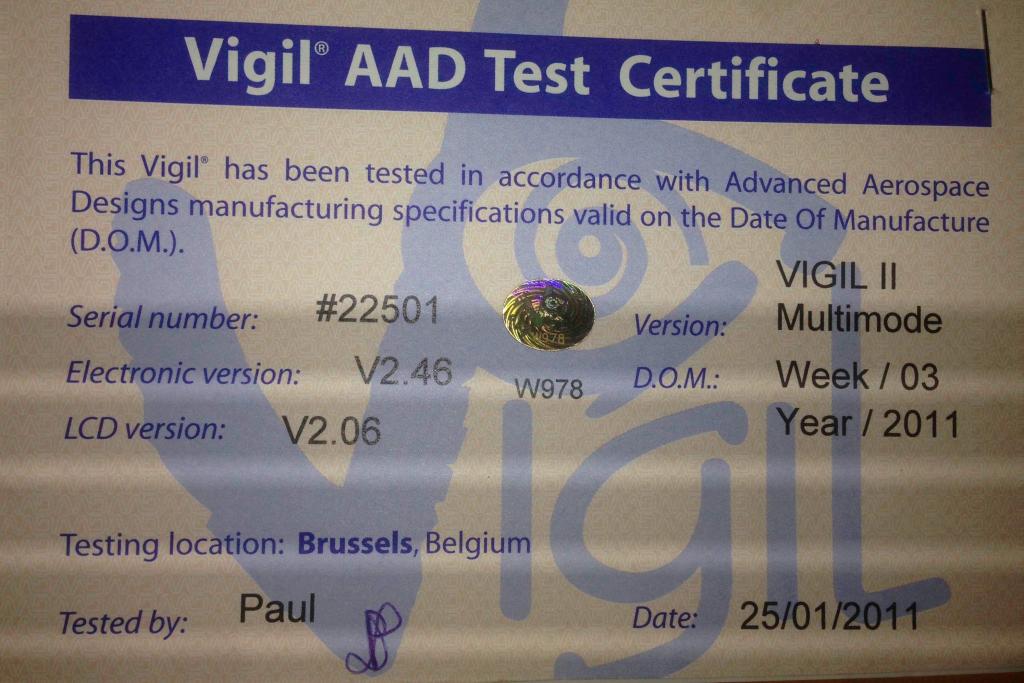 Vigil® AAD Test Certificate
This Vigil® has been tested in accordance with Advanced Aerospace
Designs manufacturing specifications valid on the Date Of Manufacture
(D.O.M.).
Serial number: #22501
Version: VIGIL II
Multimode
Electronic version: V2.46
W978
W978
D.O.M.: Week / 03
Year / 2011
LCD version: V2.06
Vigil
Testing location: Brussels, Belgium
Tested by: Paul
Date: 25/01/2011